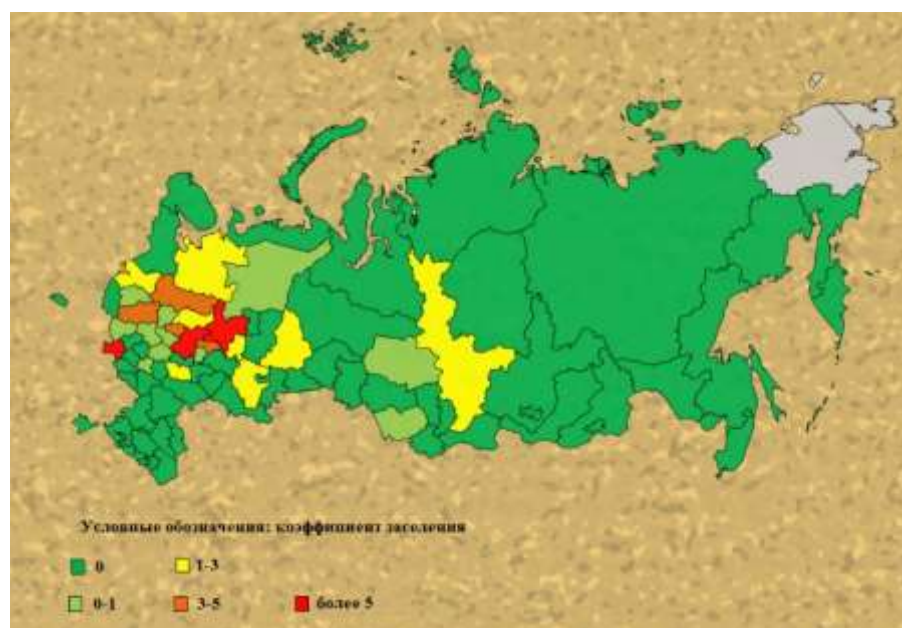 Условные обозначения: коэффициент заселения
0 1-3
0-1 3-5 более 5